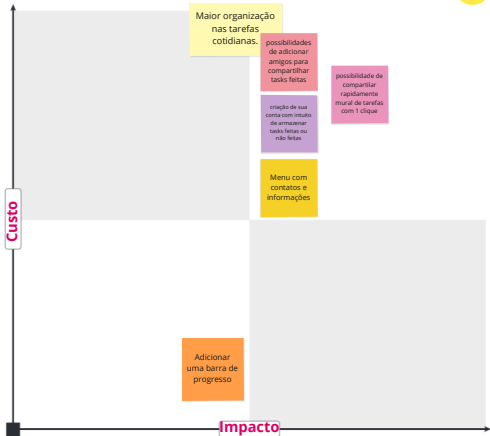 Maior organização
nas tarefas
cotidianas.
possibilidades
de adicionar
amigos para
compartilhar
tasks feitas
possibilidade de
compartilar
rapidamente
mural de tarefas
com 1 clique
criação de sua
conta com intuito
de armazenar
tasks feitas ou
não feitas
Menu com
contatos e
informações
Custo
Adicionar
uma barra de
progresso
Impacto